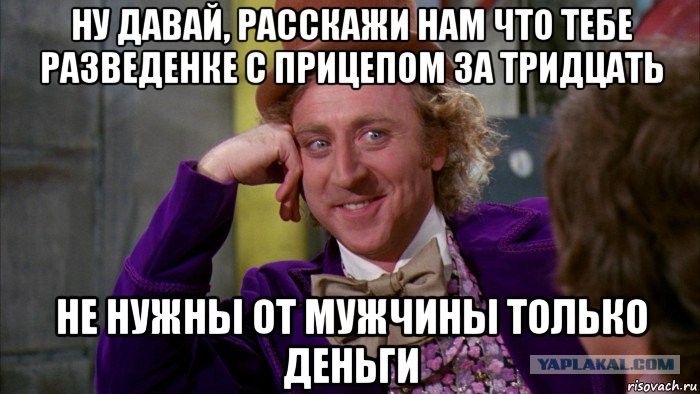 НУ ДАВАЙ, РАССКАЖИ НАМ ЧТО ТЕБЕ
РАЗВЕДЕНКЕ С ПРИЦЕПОМ ЗА ТРИДЦАТЬ
НЕ НУЖНЫ ОТ МУЖЧИНЫ ТОЛЬКО
ДЕНЬГИ
YAPLAKAL.COM
risovach.ru